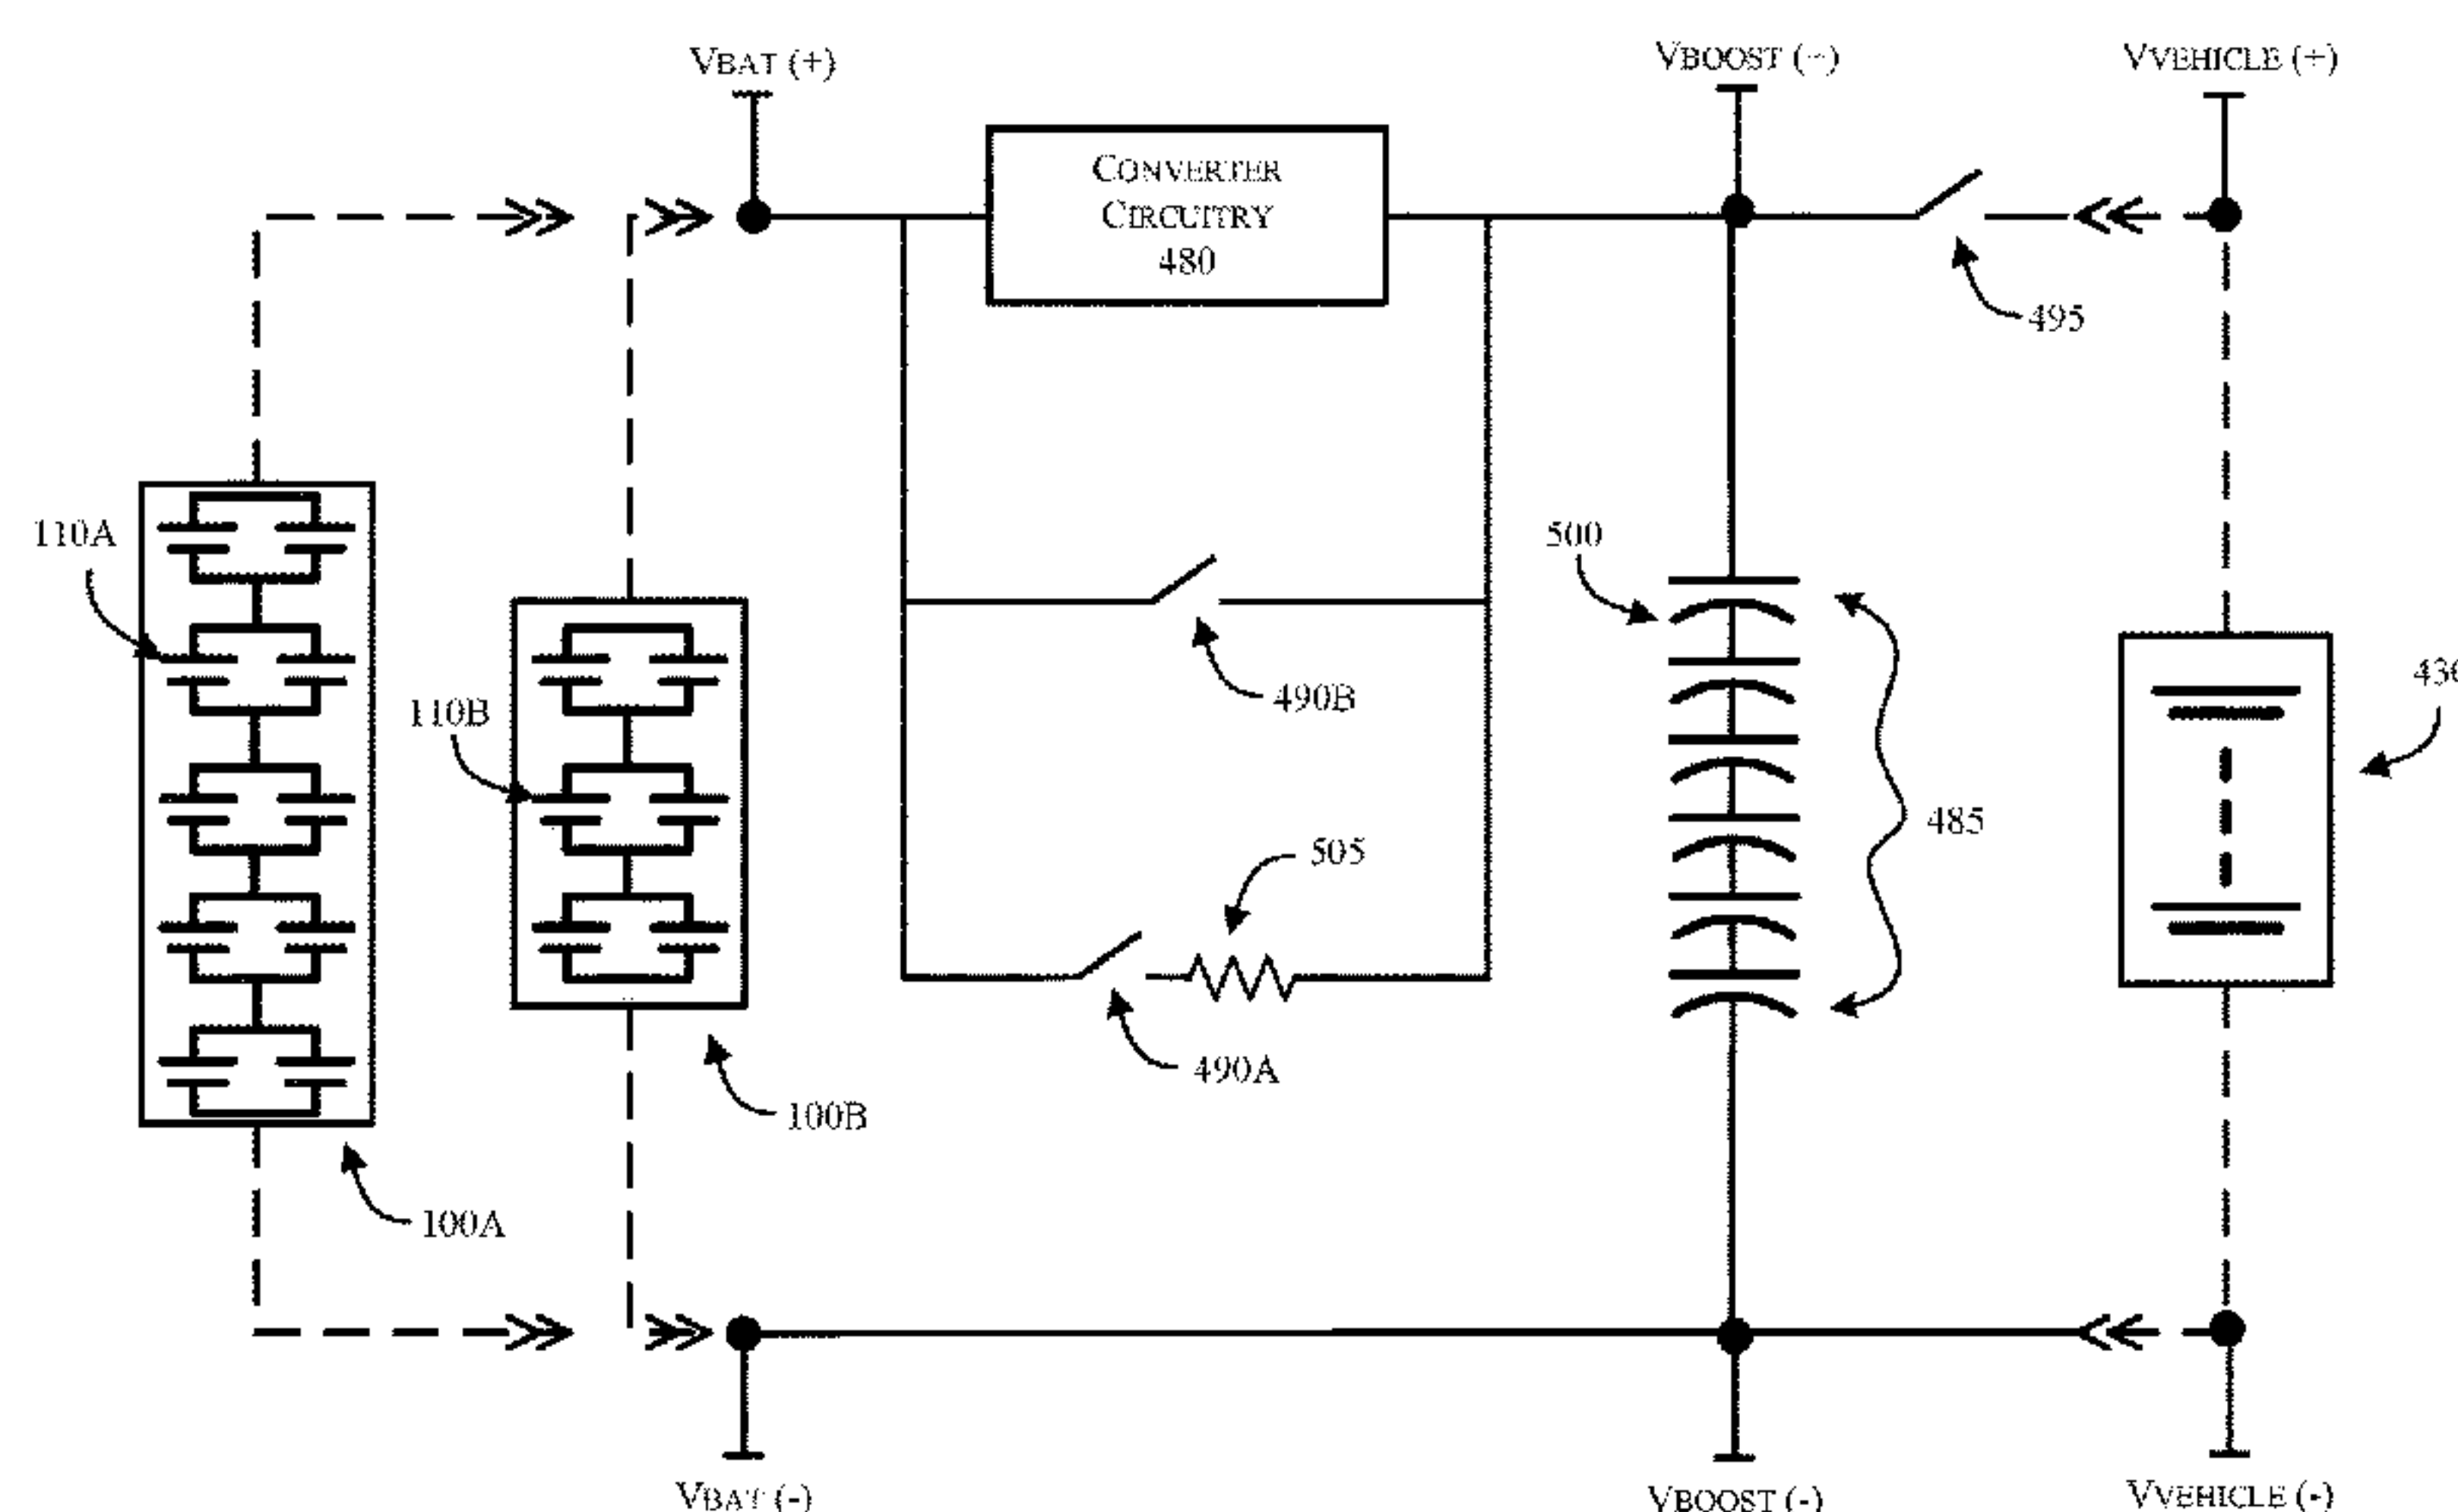 VBAT (+)
VBOOST (+)
VVEHICLE (+)
CONVERTER
CIRCUITRY
480
495
110A
500
110B
490B
430
485
505
490A
100B
100A
VBAT (-)
VBOOST (-)
VVEHICLE (-)